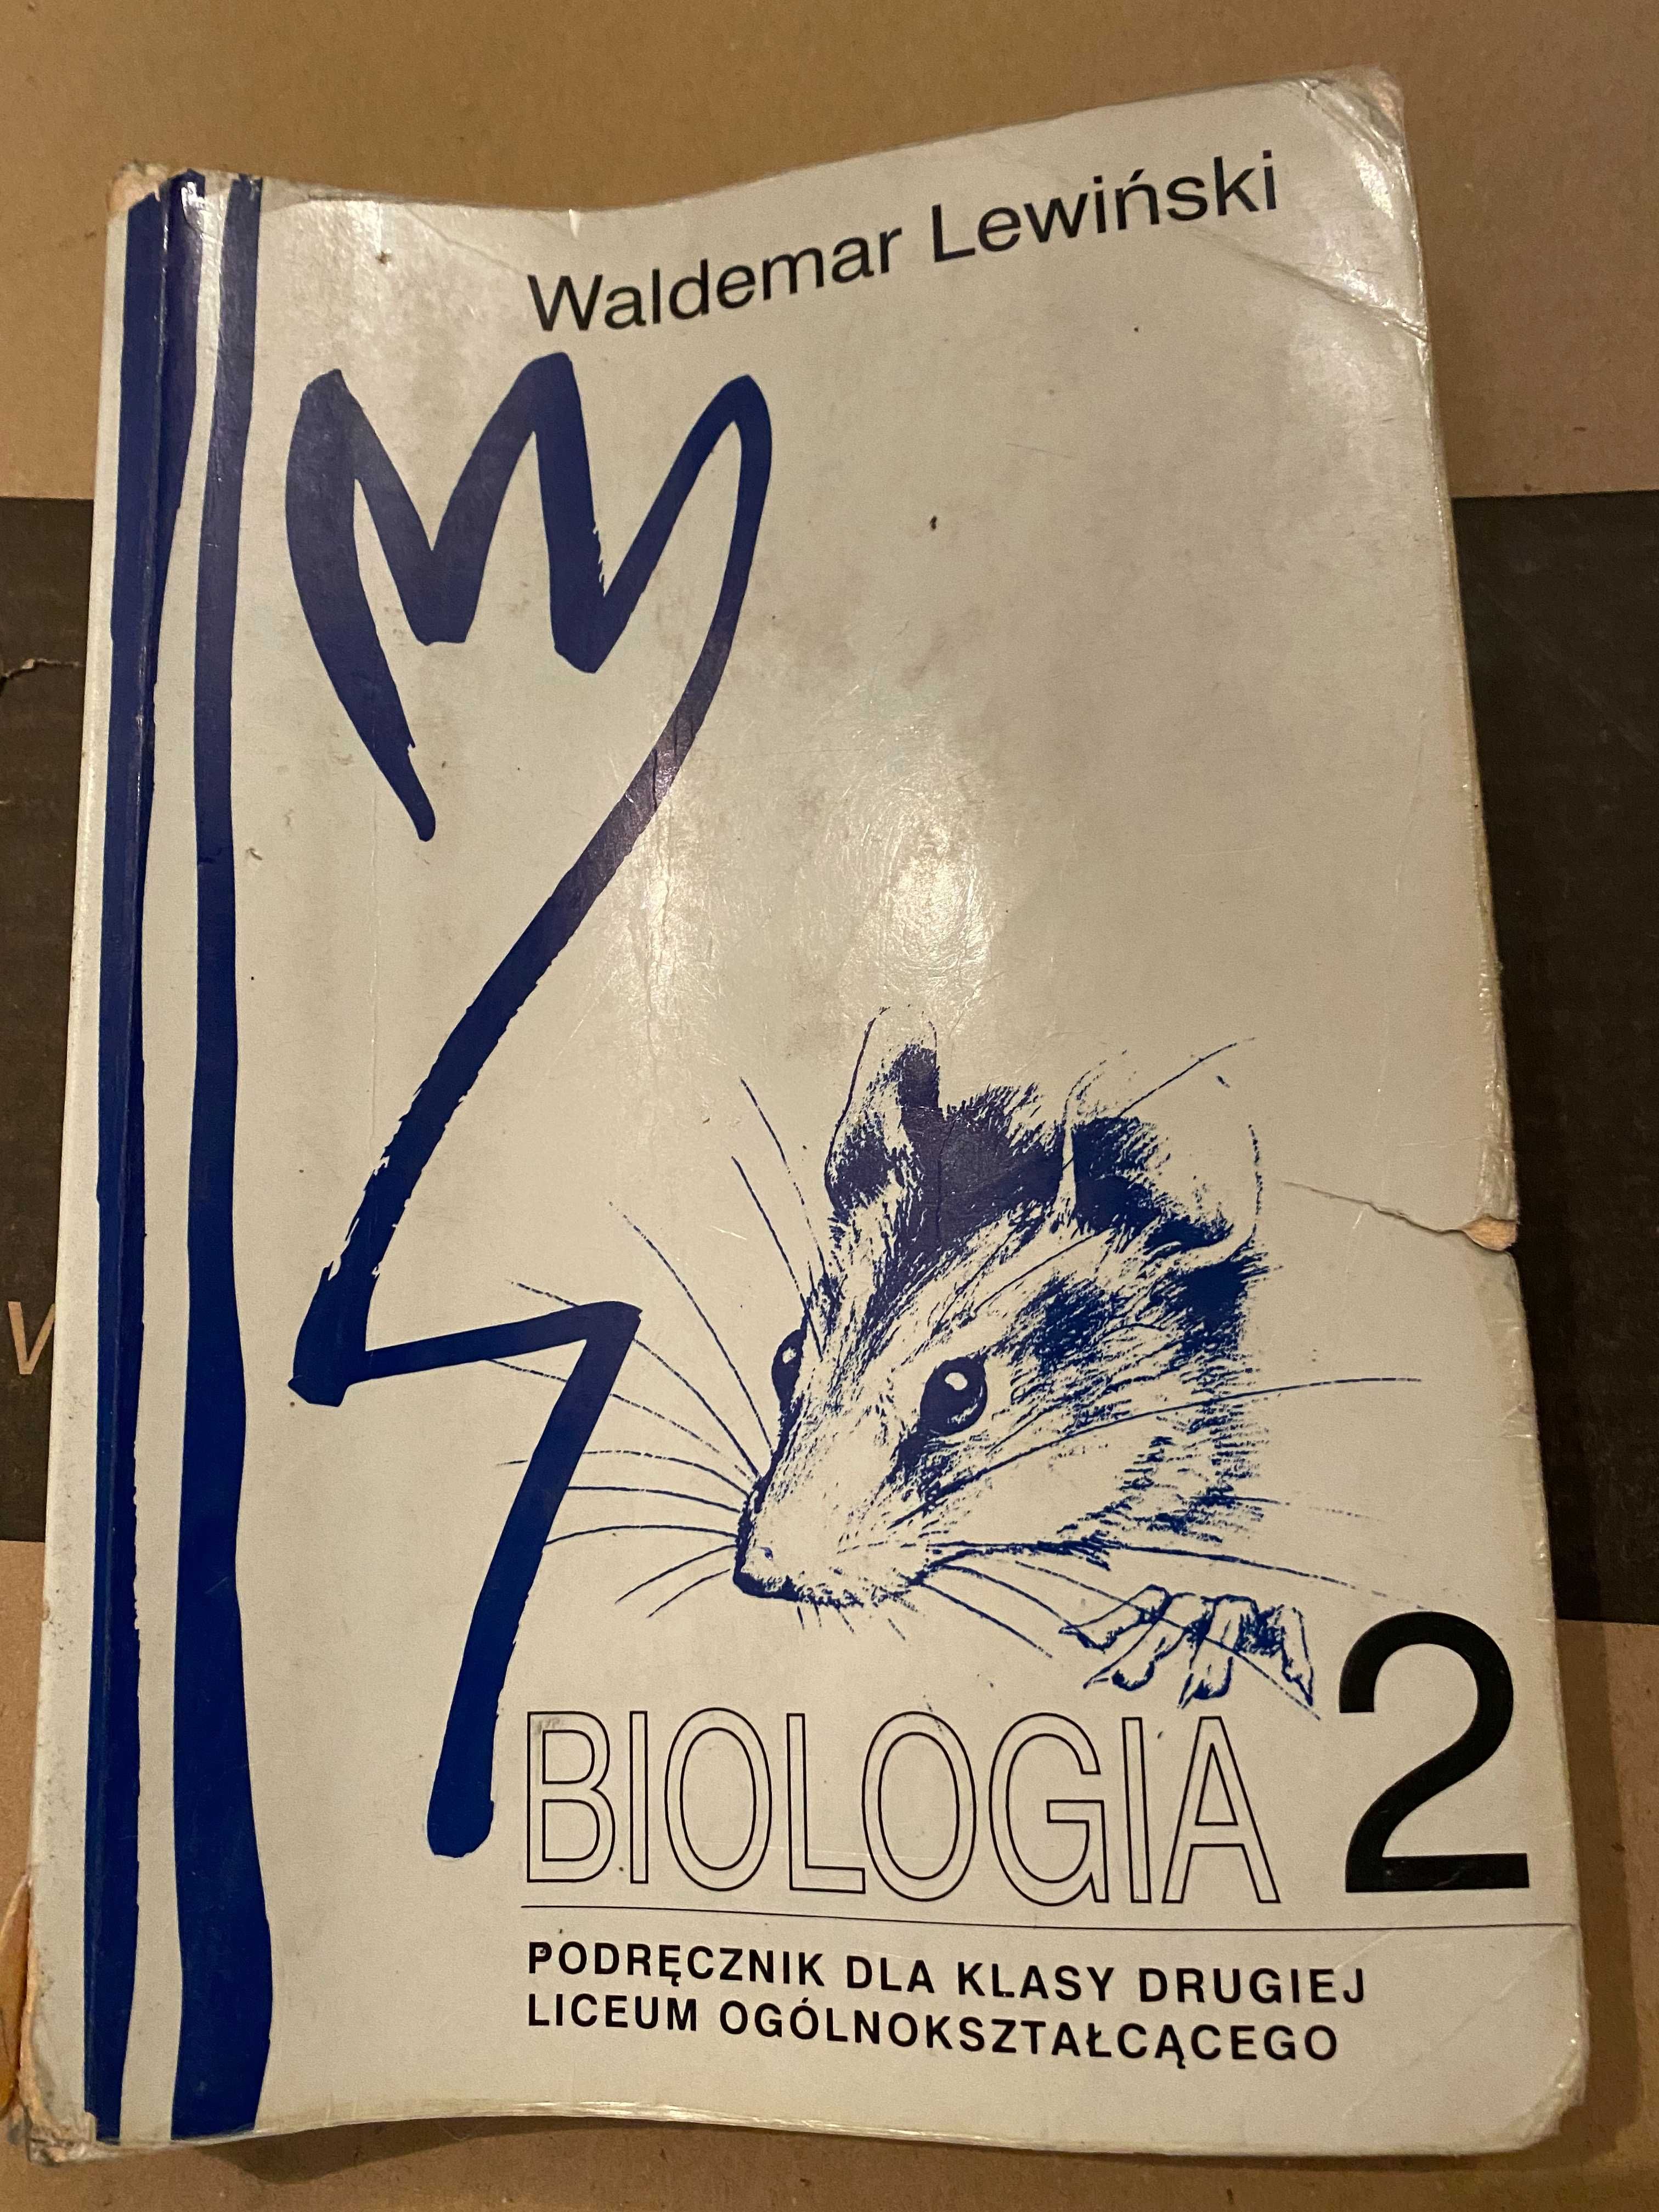 Waldemar Lewiński
BIOLOGIA 2
PODRĘCZNIK DLA KLASY DRUGIEJ
LICEUM OGÓLNOKSZTAŁCĄCEGO